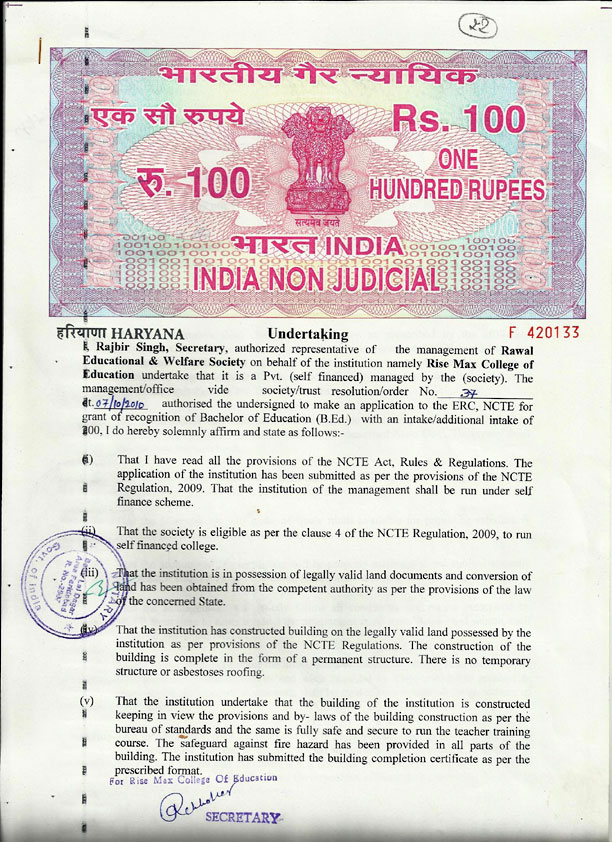 22
भारतीय गैर न्यायिक
एक सौ रुपये
Rs. 100
रु. 100
ONE
HUNDRED RUPEES
सत्यमेव जयते
भारत INDIA
INDIA NON JUDICIAL
हरियाणा HARYANA
F 420133
Undertaking
I, Rajbir Singh, Secretary, authorized representative of the management of Rawal
Educational & Welfare Society on behalf of the institution namely Rise Max College of
Education undertake that it is a Pvt. (self financed) managed by the (society). The
management/office vide society/trust resolution/order No. 37
dt. 07/10/2010 authorised the undersigned to make an application to the ERC, NCTE for
grant of recognition of Bachelor of Education (B.Ed.) with an intake/additional intake of
200, I do hereby solemnly affirm and state as follows:-
(i) That I have read all the provisions of the NCTE Act, Rules & Regulations. The
application of the institution has been submitted as per the provisions of the NCTE
Regulation, 2009. That the institution of the management shall be run under self
finance scheme.
(ii) That the society is eligible as per the clause 4 of the NCTE Regulation, 2009, to run
self financed college.
(iii) That the institution is in possession of legally valid land documents and conversion of
land has been obtained from the competent authority as per the provisions of the law
of the concerned State.
(iv) That the institution has constructed building on the legally valid land possessed by the
institution as per provisions of the NCTE Regulations. The construction of the
building is complete in the form of a permanent structure. There is no temporary
structure or asbestoses roofing.
(v) That the institution undertake that the building of the institution is constructed
keeping in view the provisions and by- laws of the building construction as per the
bureau of standards and the same is fully safe and secure to run the teacher training
course. The safeguard against fire hazard has been provided in all parts of the
building. The institution has submitted the building completion certificate as per the
prescribed format.
For Rise Max College Of Education
SECRETARY
NOTARY
Govt. of India